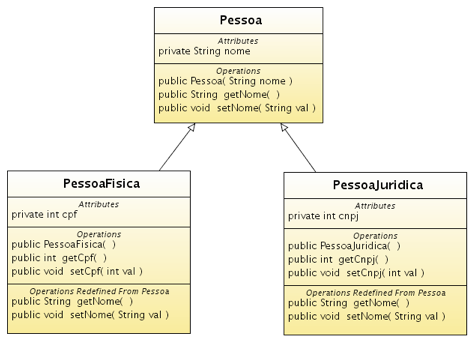 Pessoa
Attributes
private String nome
Operations
public Pessoa( String nome )
public String getNome( )
public void setNome( String val )
PessoaFisica
Attributes
private int cpf
Operations
public PessoaFisica( )
public int getCpf( )
public void setCpf( int val )
Operations Redefined From Pessoa
public String getNome( )
public void setNome( String val )
PessoaJuridica
Attributes
private int cnpj
Operations
public PessoaJuridica( )
public int getCnpj( )
public void setCnpj( int val )
Operations Redefined From Pessoa
public String getNome( )
public void setNome( String val )